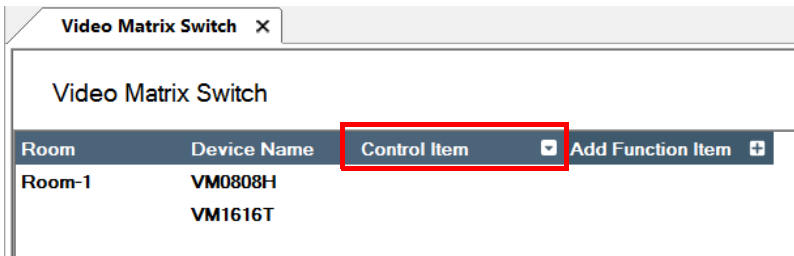 Video Matrix Switch
Video Matrix Switch
Room Device Name Control Item Add Function Item
Room-1 VM0808H
VM1616T